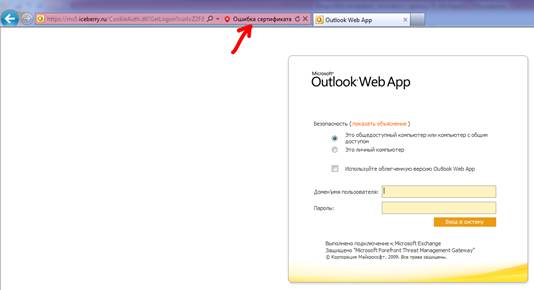 https://ms5.iceberry.ru/CookieAuth.dll?GetLogon?curl=Z2F
Ошибка сертификата
Outlook Web App
Microsoft®
Outlook Web App
Безопасность ( показать объяснение )
Это общедоступный компьютер или компьютер с общим
доступом
Это личный компьютер
Используйте облегченную версию Outlook Web App
Домен\имя пользователя:
Пароль:
Вход в систему
Выполнено подключение к Microsoft Exchange
Защищено "Microsoft Forefront Threat Management Gateway"
© Корпорация Майкрософт, 2009. Все права защищены.